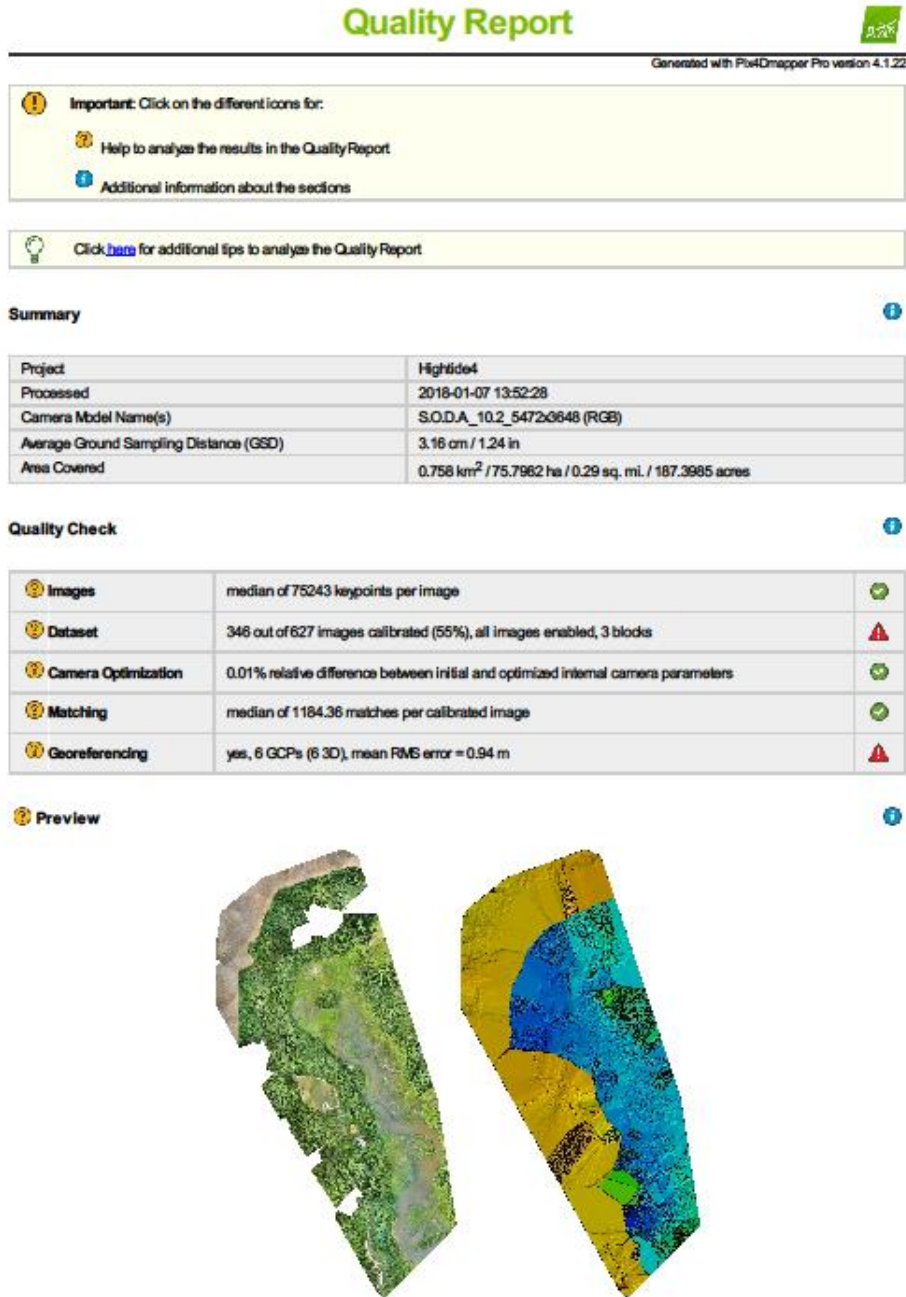 Quality Report
Generated with Pix4Dmapper Pro version 4.1.22
Important: Click on the different icons for:
Help to analyze the results in the Quality Report
Additional information about the sections
Click here for additional tips to analyze the Quality Report
Summary
Project Hightide4
Processed 2018-01-07 13:52:28
Camera Model Name(s) S.O.D.A_10.2_5472x3648 (RGB)
Average Ground Sampling Distance (GSD) 3.16 cm / 1.24 in
Area Covered 0.758 km² / 75.7982 ha / 0.29 sq. mi. / 187.3985 acres
Quality Check
Images median of 75243 keypoints per image
Dataset 346 out of 627 images calibrated (55%), all images enabled, 3 blocks
Camera Optimization 0.01% relative difference between initial and optimized internal camera parameters
Matching median of 1184.36 matches per calibrated image
Georeferencing yes, 6 GCPs (6 3D), mean RMS error = 0.94 m
Preview